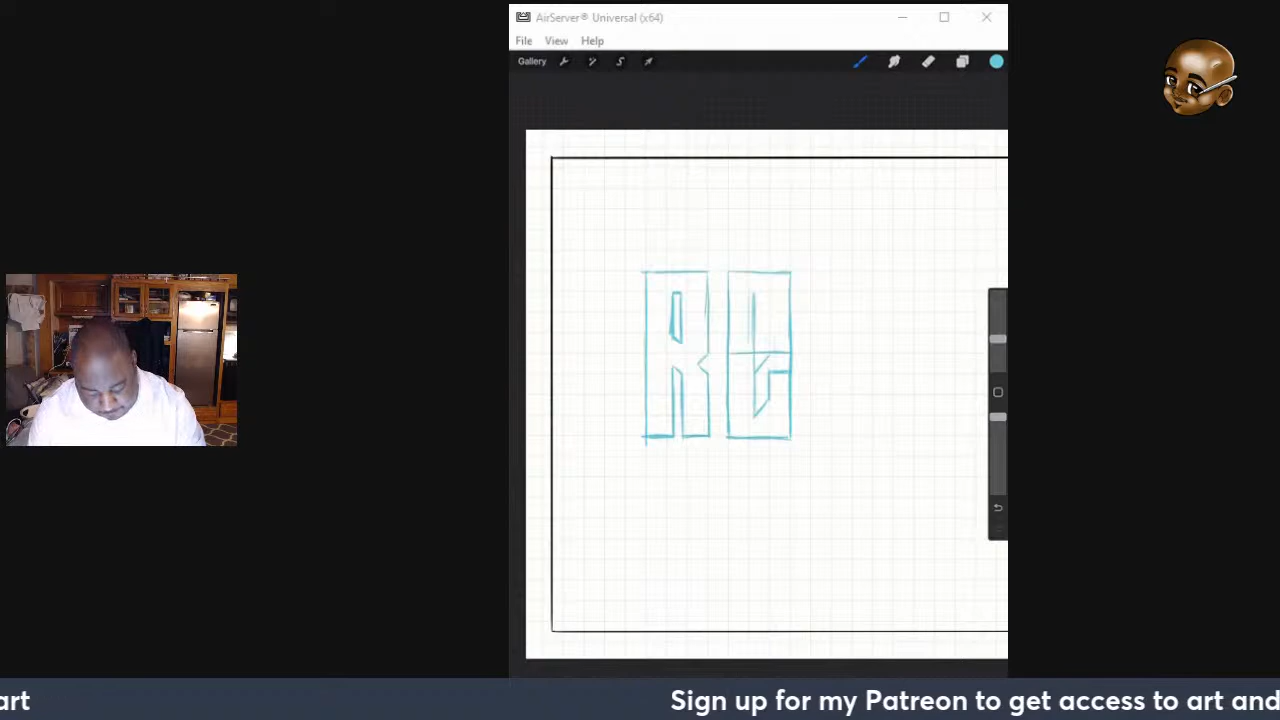 AirServer® Universal (x64)
File View Help
Gallery
art
Sign up for my Patreon to get access to art and